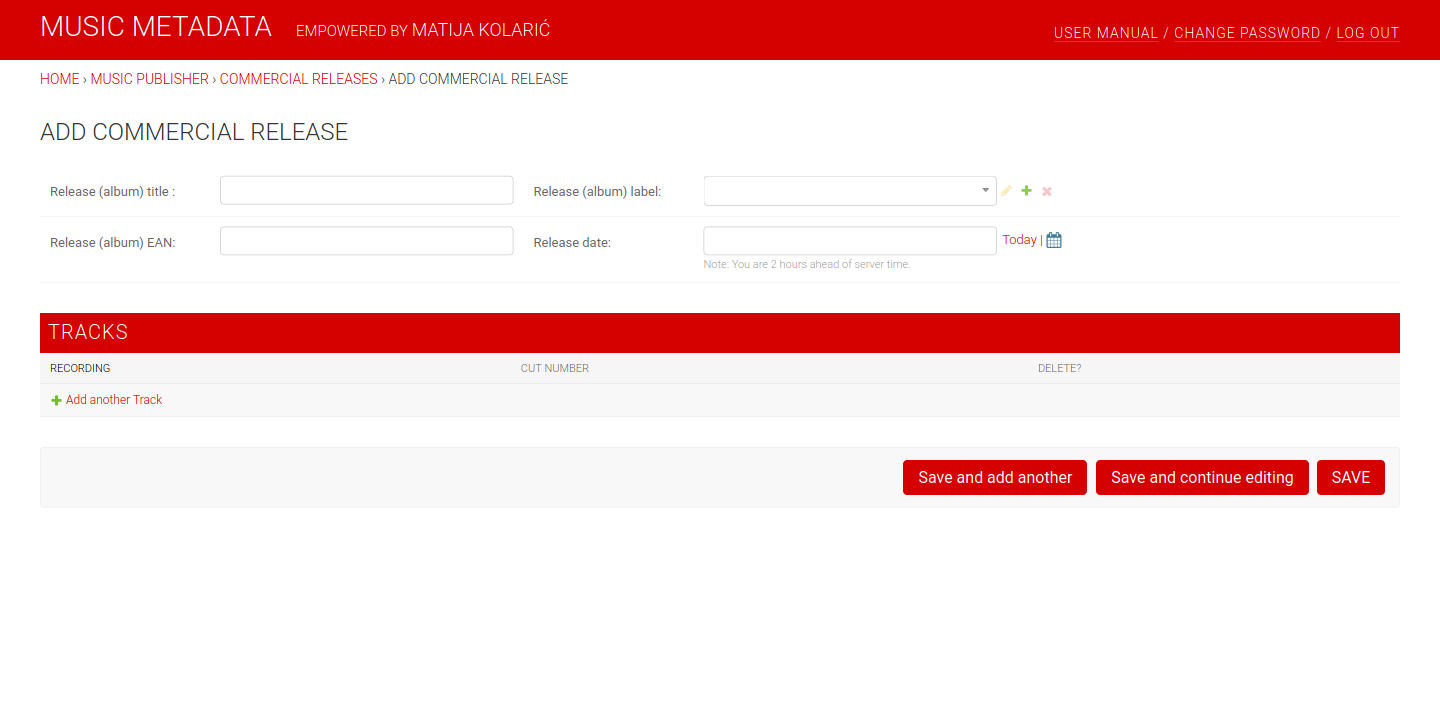 MUSIC METADATA EMPOWERED BY MATIJA KOLARIĆ USER MANUAL / CHANGE PASSWORD / LOG OUT
HOME › MUSIC PUBLISHER › COMMERCIAL RELEASES › ADD COMMERCIAL RELEASE
ADD COMMERCIAL RELEASE
Release (album) title : Release (album) label:
Release (album) EAN: Release date: Today |
Note: You are 2 hours ahead of server time.
TRACKS
RECORDING CUT NUMBER DELETE?
Add another Track
Save and add another Save and continue editing SAVE